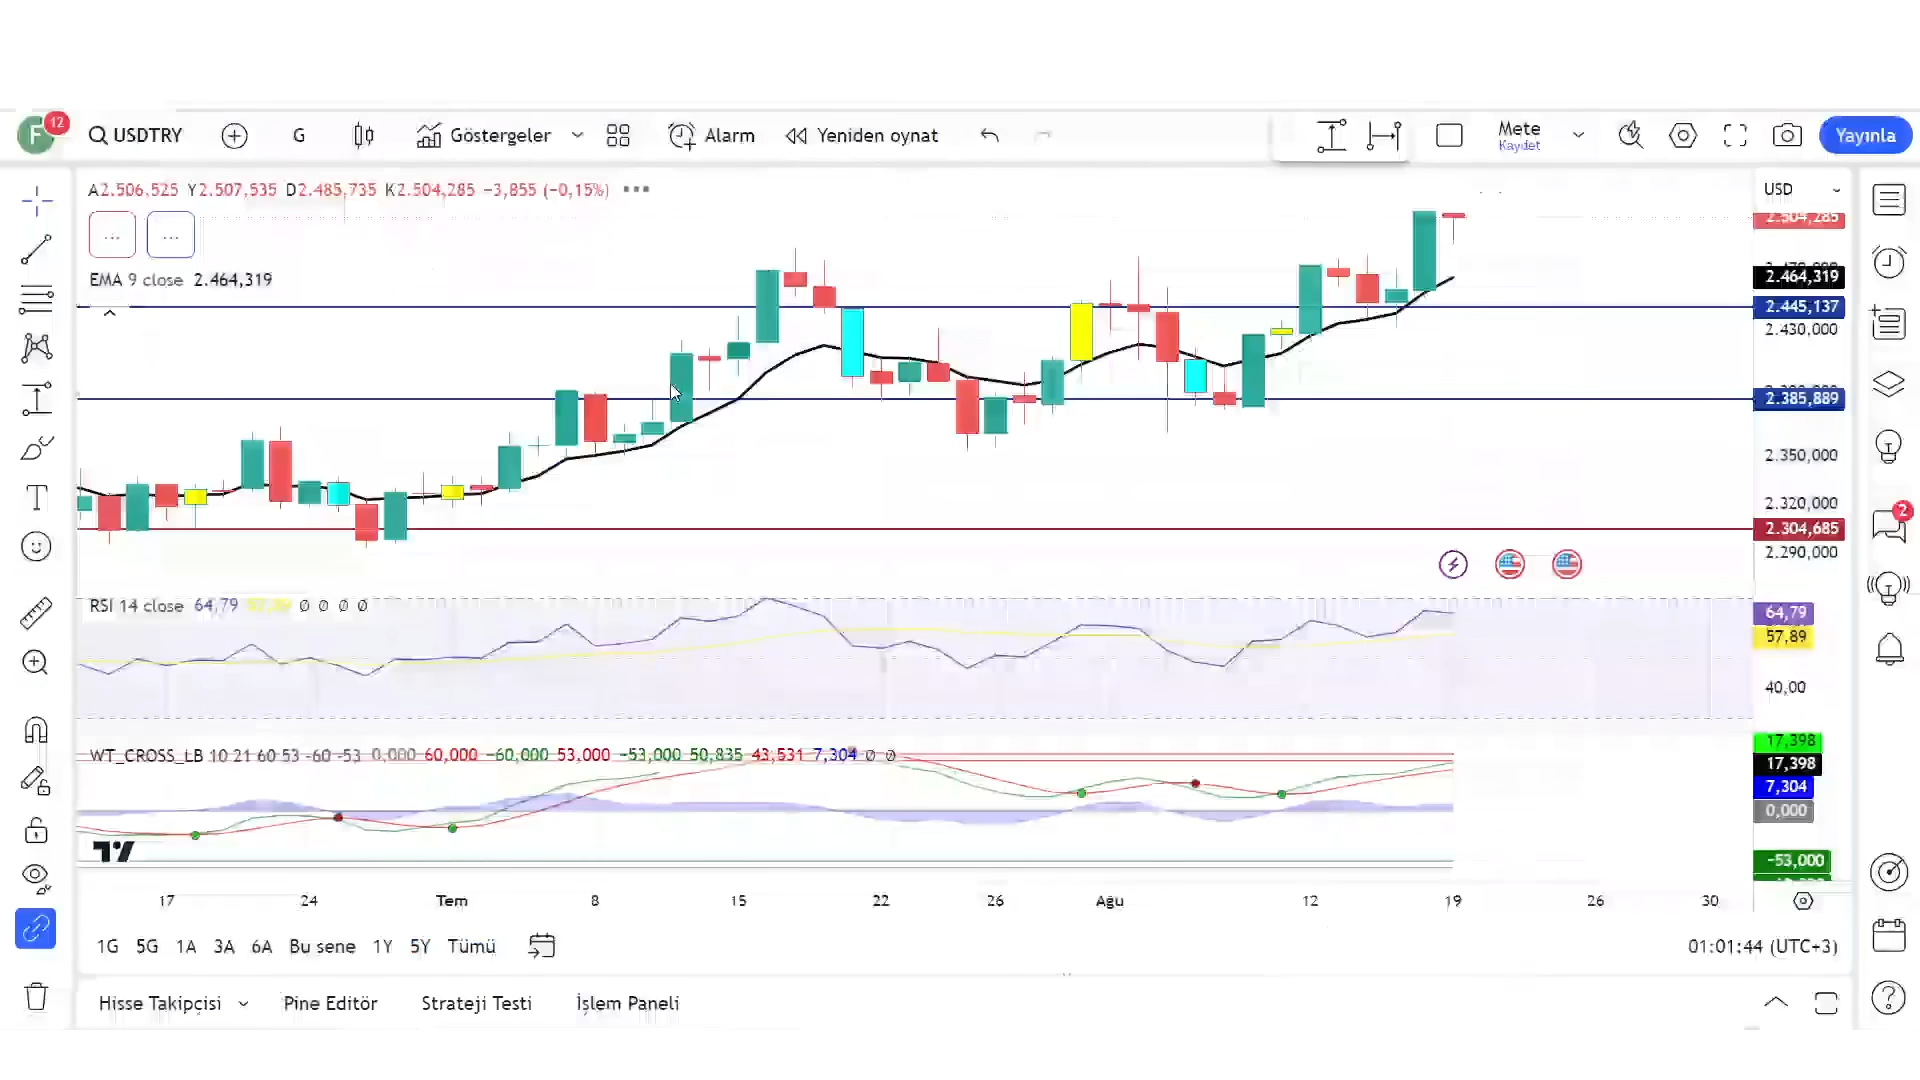 F 12 USDTRY G Göstergeler Alarm Yeniden oynat Mete Kaydet Yayınla
A2.506,525 Y2.507,535 D2.485,735 K2.504,285 −3,855 (−0,15%) USD
2.504,285
EMA 9 close 2.464,319
2.464,319
2.445,137
2.430,000
2.385,889
2.350,000
2.320,000
2.304,685
2.290,000
2
RSI 14 close 64,79 57,89 ∅ ∅ ∅ ∅
64,79
57,89
40,00
WT_CROSS_LB 10 21 60 53 -60 -53 0,000 60,000 −60,000 53,000 −53,000 50,835 43,531 7,304 ∅ ∅
17,398
17,398
7,304
0,000
−53,000
17 24 Tem 8 15 22 26 Ağu 12 19 26 30
1G 5G 1A 3A 6A Bu sene 1Y 5Y Tümü 01:01:44 (UTC+3)
Hisse Takipçisi Pine Editör Strateji Testi İşlem Paneli